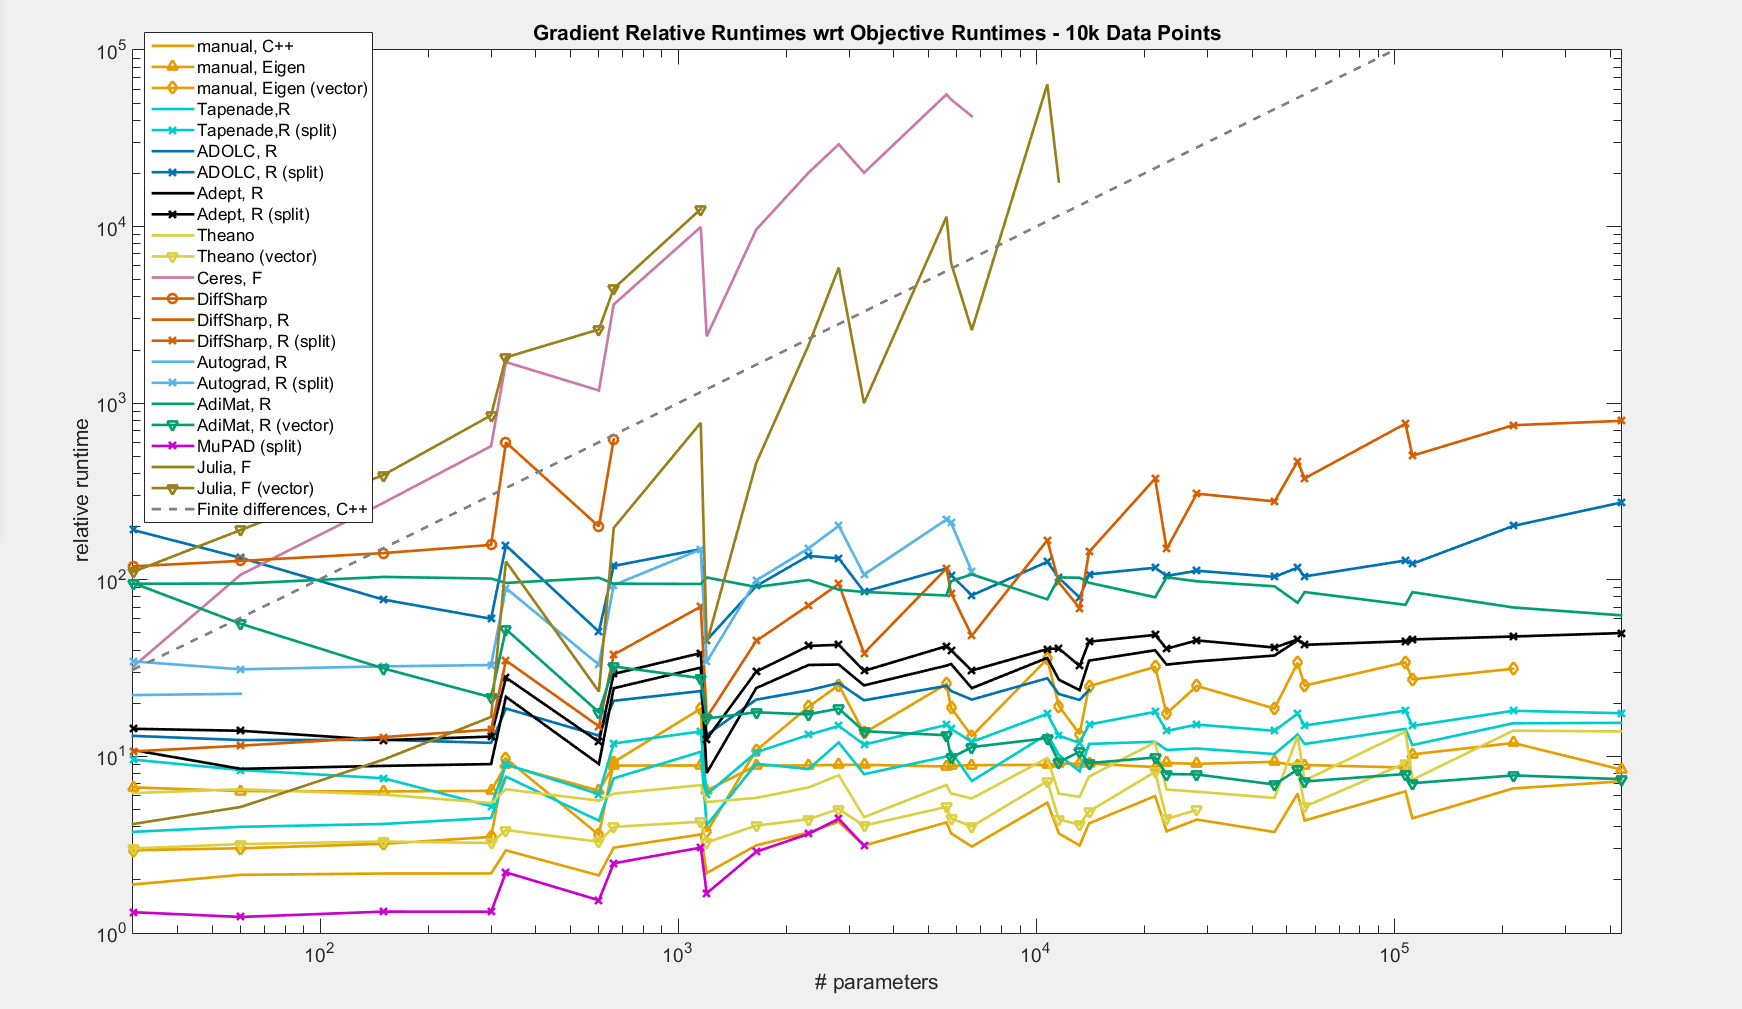 Gradient Relative Runtimes wrt Objective Runtimes - 10k Data Points
manual, C++
manual, Eigen
manual, Eigen (vector)
Tapenade,R
Tapenade,R (split)
ADOLC, R
ADOLC, R (split)
Adept, R
Adept, R (split)
Theano
Theano (vector)
Ceres, F
DiffSharp
DiffSharp, R
DiffSharp, R (split)
Autograd, R
Autograd, R (split)
AdiMat, R
AdiMat, R (vector)
MuPAD (split)
Julia, F
Julia, F (vector)
Finite differences, C++
relative runtime
10^5
10^4
10^3
10^2
10^1
10^0
10^2
10^3
10^4
10^5
# parameters